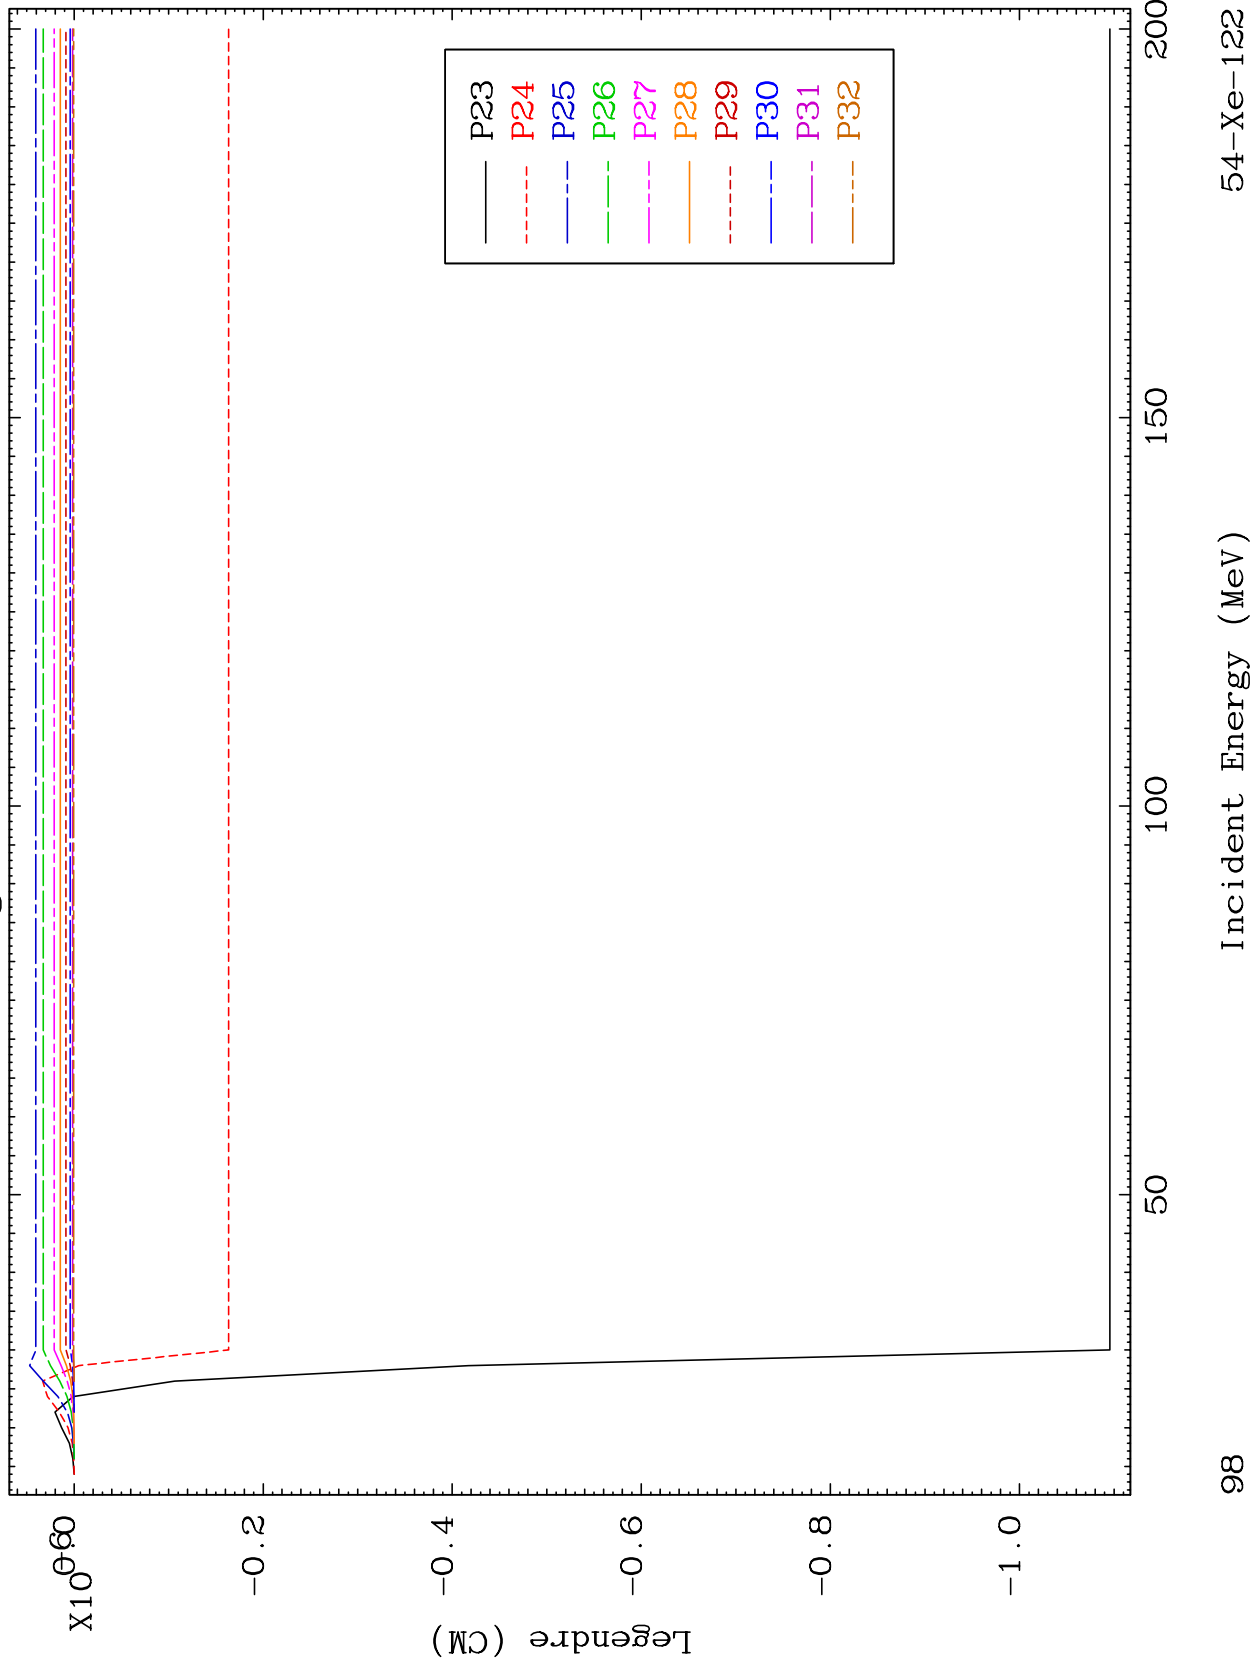 X10
-6
0.0
-0.2
-0.4
-0.6
-0.8
-1.0
Legendre (CM)
P23
P24
P25
P26
P27
P28
P29
P30
P31
P32
50
100
150
200
Incident Energy (MeV)
98
54-Xe-122